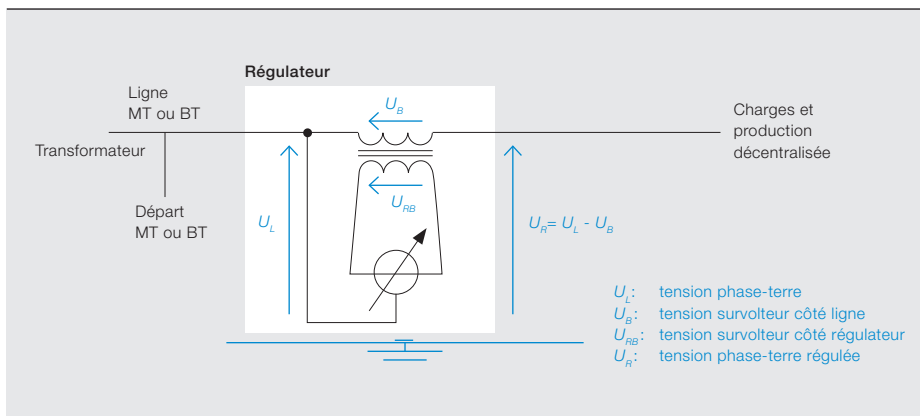 Régulateur
Ligne
MT ou BT
Transformateur
Départ
MT ou BT
U_B
U_RB
U_L
U_R= U_L - U_B
Charges et
production
décentralisée
U_L: tension phase-terre
U_B: tension survolteur côté ligne
U_RB: tension survolteur côté régulateur
U_R: tension phase-terre régulée